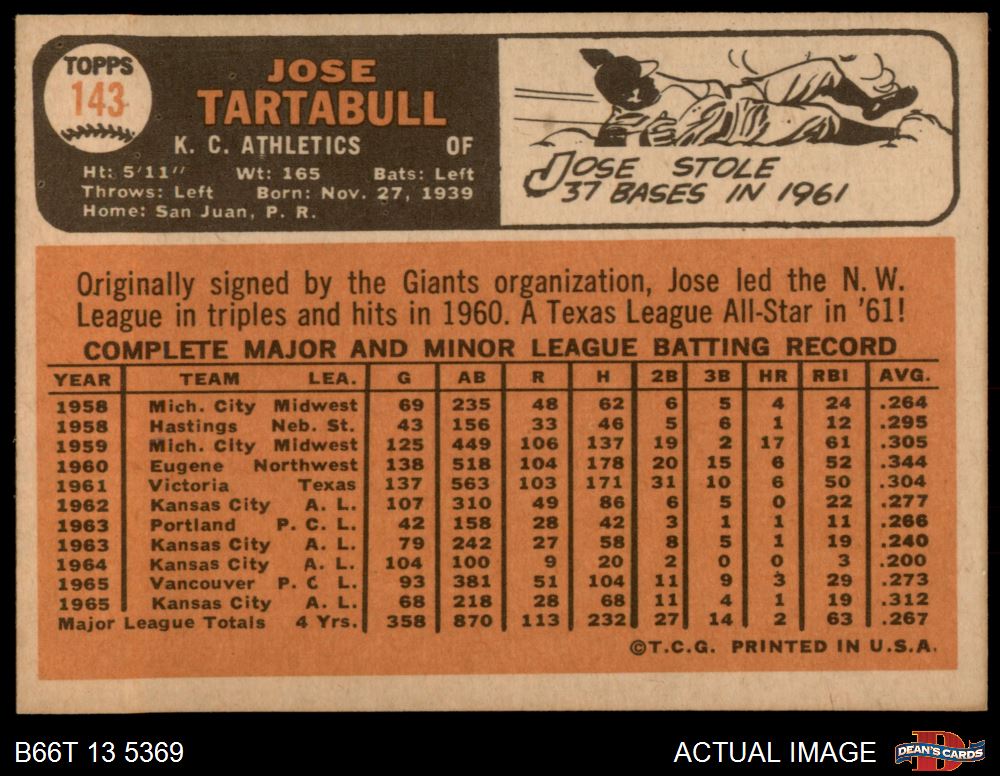 TOPPS
143
JOSE
TARTABULL
K. C. ATHLETICS OF
Ht: 5'11" Wt: 165 Bats: Left
Throws: Left Born: Nov. 27, 1939
Home: San Juan, P. R.
JOSE STOLE
37 BASES IN 1961
Originally signed by the Giants organization, Jose led the N. W.
League in triples and hits in 1960. A Texas League All-Star in '61!
COMPLETE MAJOR AND MINOR LEAGUE BATTING RECORD
YEAR TEAM LEA. G AB R H 2B 3B HR RBI AVG.
1958 Mich. City Midwest 69 235 48 62 6 5 4 24 .264
1958 Hastings Neb. St. 43 156 33 46 5 6 1 12 .295
1959 Mich. City Midwest 125 449 106 137 19 2 17 61 .305
1960 Eugene Northwest 138 518 104 178 20 15 6 52 .344
1961 Victoria Texas 137 563 103 171 31 10 6 50 .304
1962 Kansas City A. L. 107 310 49 86 6 5 0 22 .277
1963 Portland P. C. L. 42 158 28 42 3 1 1 11 .266
1963 Kansas City A. L. 79 242 27 58 8 5 1 19 .240
1964 Kansas City A. L. 104 100 9 20 2 0 0 3 .200
1965 Vancouver P. C L. 93 381 51 104 11 9 3 29 .273
1965 Kansas City A. L. 68 218 28 68 11 4 1 19 .312
Major League Totals 4 Yrs. 358 870 113 232 27 14 2 63 .267
©T.C.G. PRINTED IN U.S.A.
B66T 13 5369 ACTUAL IMAGE DEAN'S CARDS